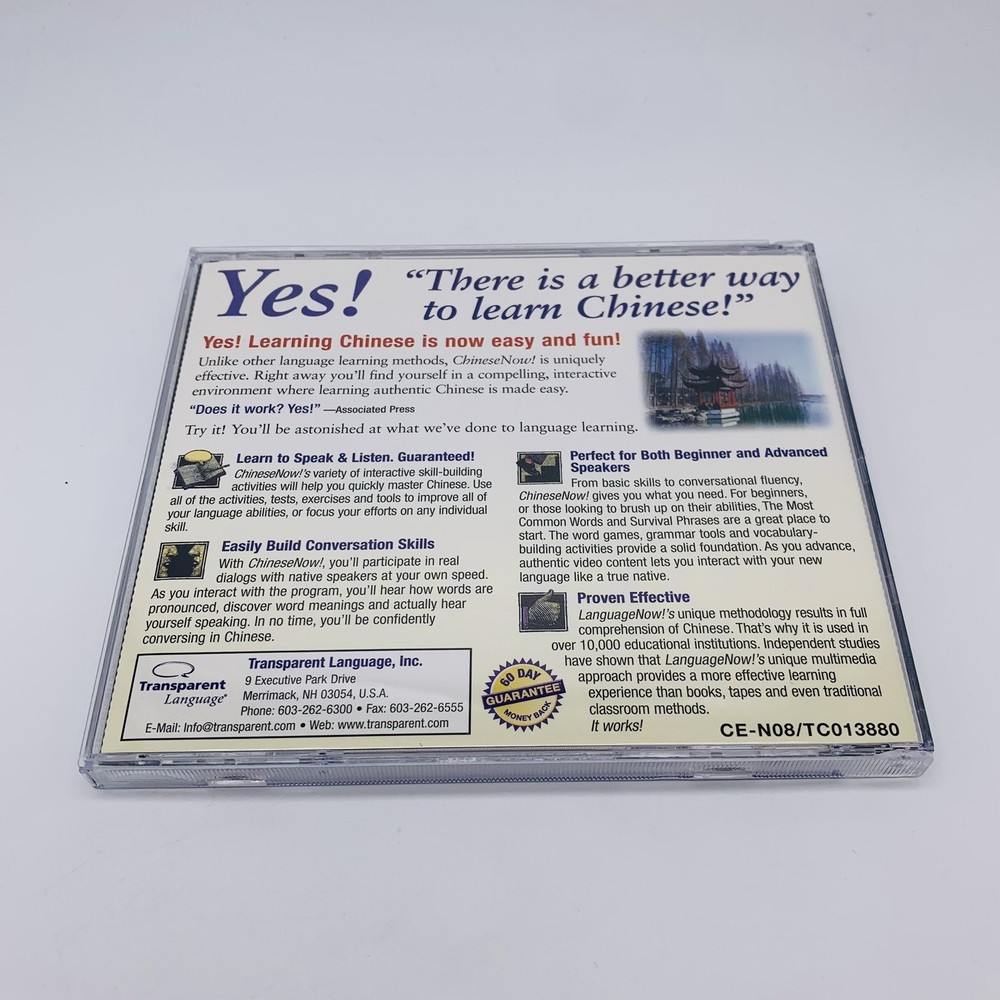 Yes!
“There is a better way
to learn Chinese!”
Yes! Learning Chinese is now easy and fun!
Unlike other language learning methods, ChineseNow! is uniquely
effective. Right away you’ll find yourself in a compelling, interactive
environment where learning authentic Chinese is made easy.
“Does it work? Yes!” —Associated Press
Try it! You’ll be astonished at what we’ve done to language learning.
Learn to Speak & Listen. Guaranteed!
ChineseNow!’s variety of interactive skill-building
activities will help you quickly master Chinese. Use
all of the activities, tests, exercises and tools to improve all of
your language abilities, or focus your efforts on any individual
skill.
Easily Build Conversation Skills
With ChineseNow!, you’ll participate in real
dialogs with native speakers at your own speed.
As you interact with the program, you’ll hear how words are
pronounced, discover word meanings and actually hear
yourself speaking. In no time, you’ll be confidently
conversing in Chinese.
Perfect for Both Beginner and Advanced
Speakers
From basic skills to conversational fluency,
ChineseNow! gives you what you need. For beginners,
or those looking to brush up on their abilities, The Most
Common Words and Survival Phrases are a great place to
start. The word games, grammar tools and vocabulary-
building activities provide a solid foundation. As you advance,
authentic video content lets you interact with your new
language like a true native.
Proven Effective
LanguageNow!’s unique methodology results in full
comprehension of Chinese. That’s why it is used in
over 10,000 educational institutions. Independent studies
have shown that LanguageNow!’s unique multimedia
approach provides a more effective learning
experience than books, tapes and even traditional
classroom methods.
It works!
Transparent
Language®
Transparent Language, Inc.
9 Executive Park Drive
Merrimack, NH 03054, U.S.A.
Phone: 603-262-6300 • Fax: 603-262-6555
E-Mail: Info@transparent.com • Web: www.transparent.com
60 DAY
GUARANTEE
MONEY BACK
CE-N08/TC013880